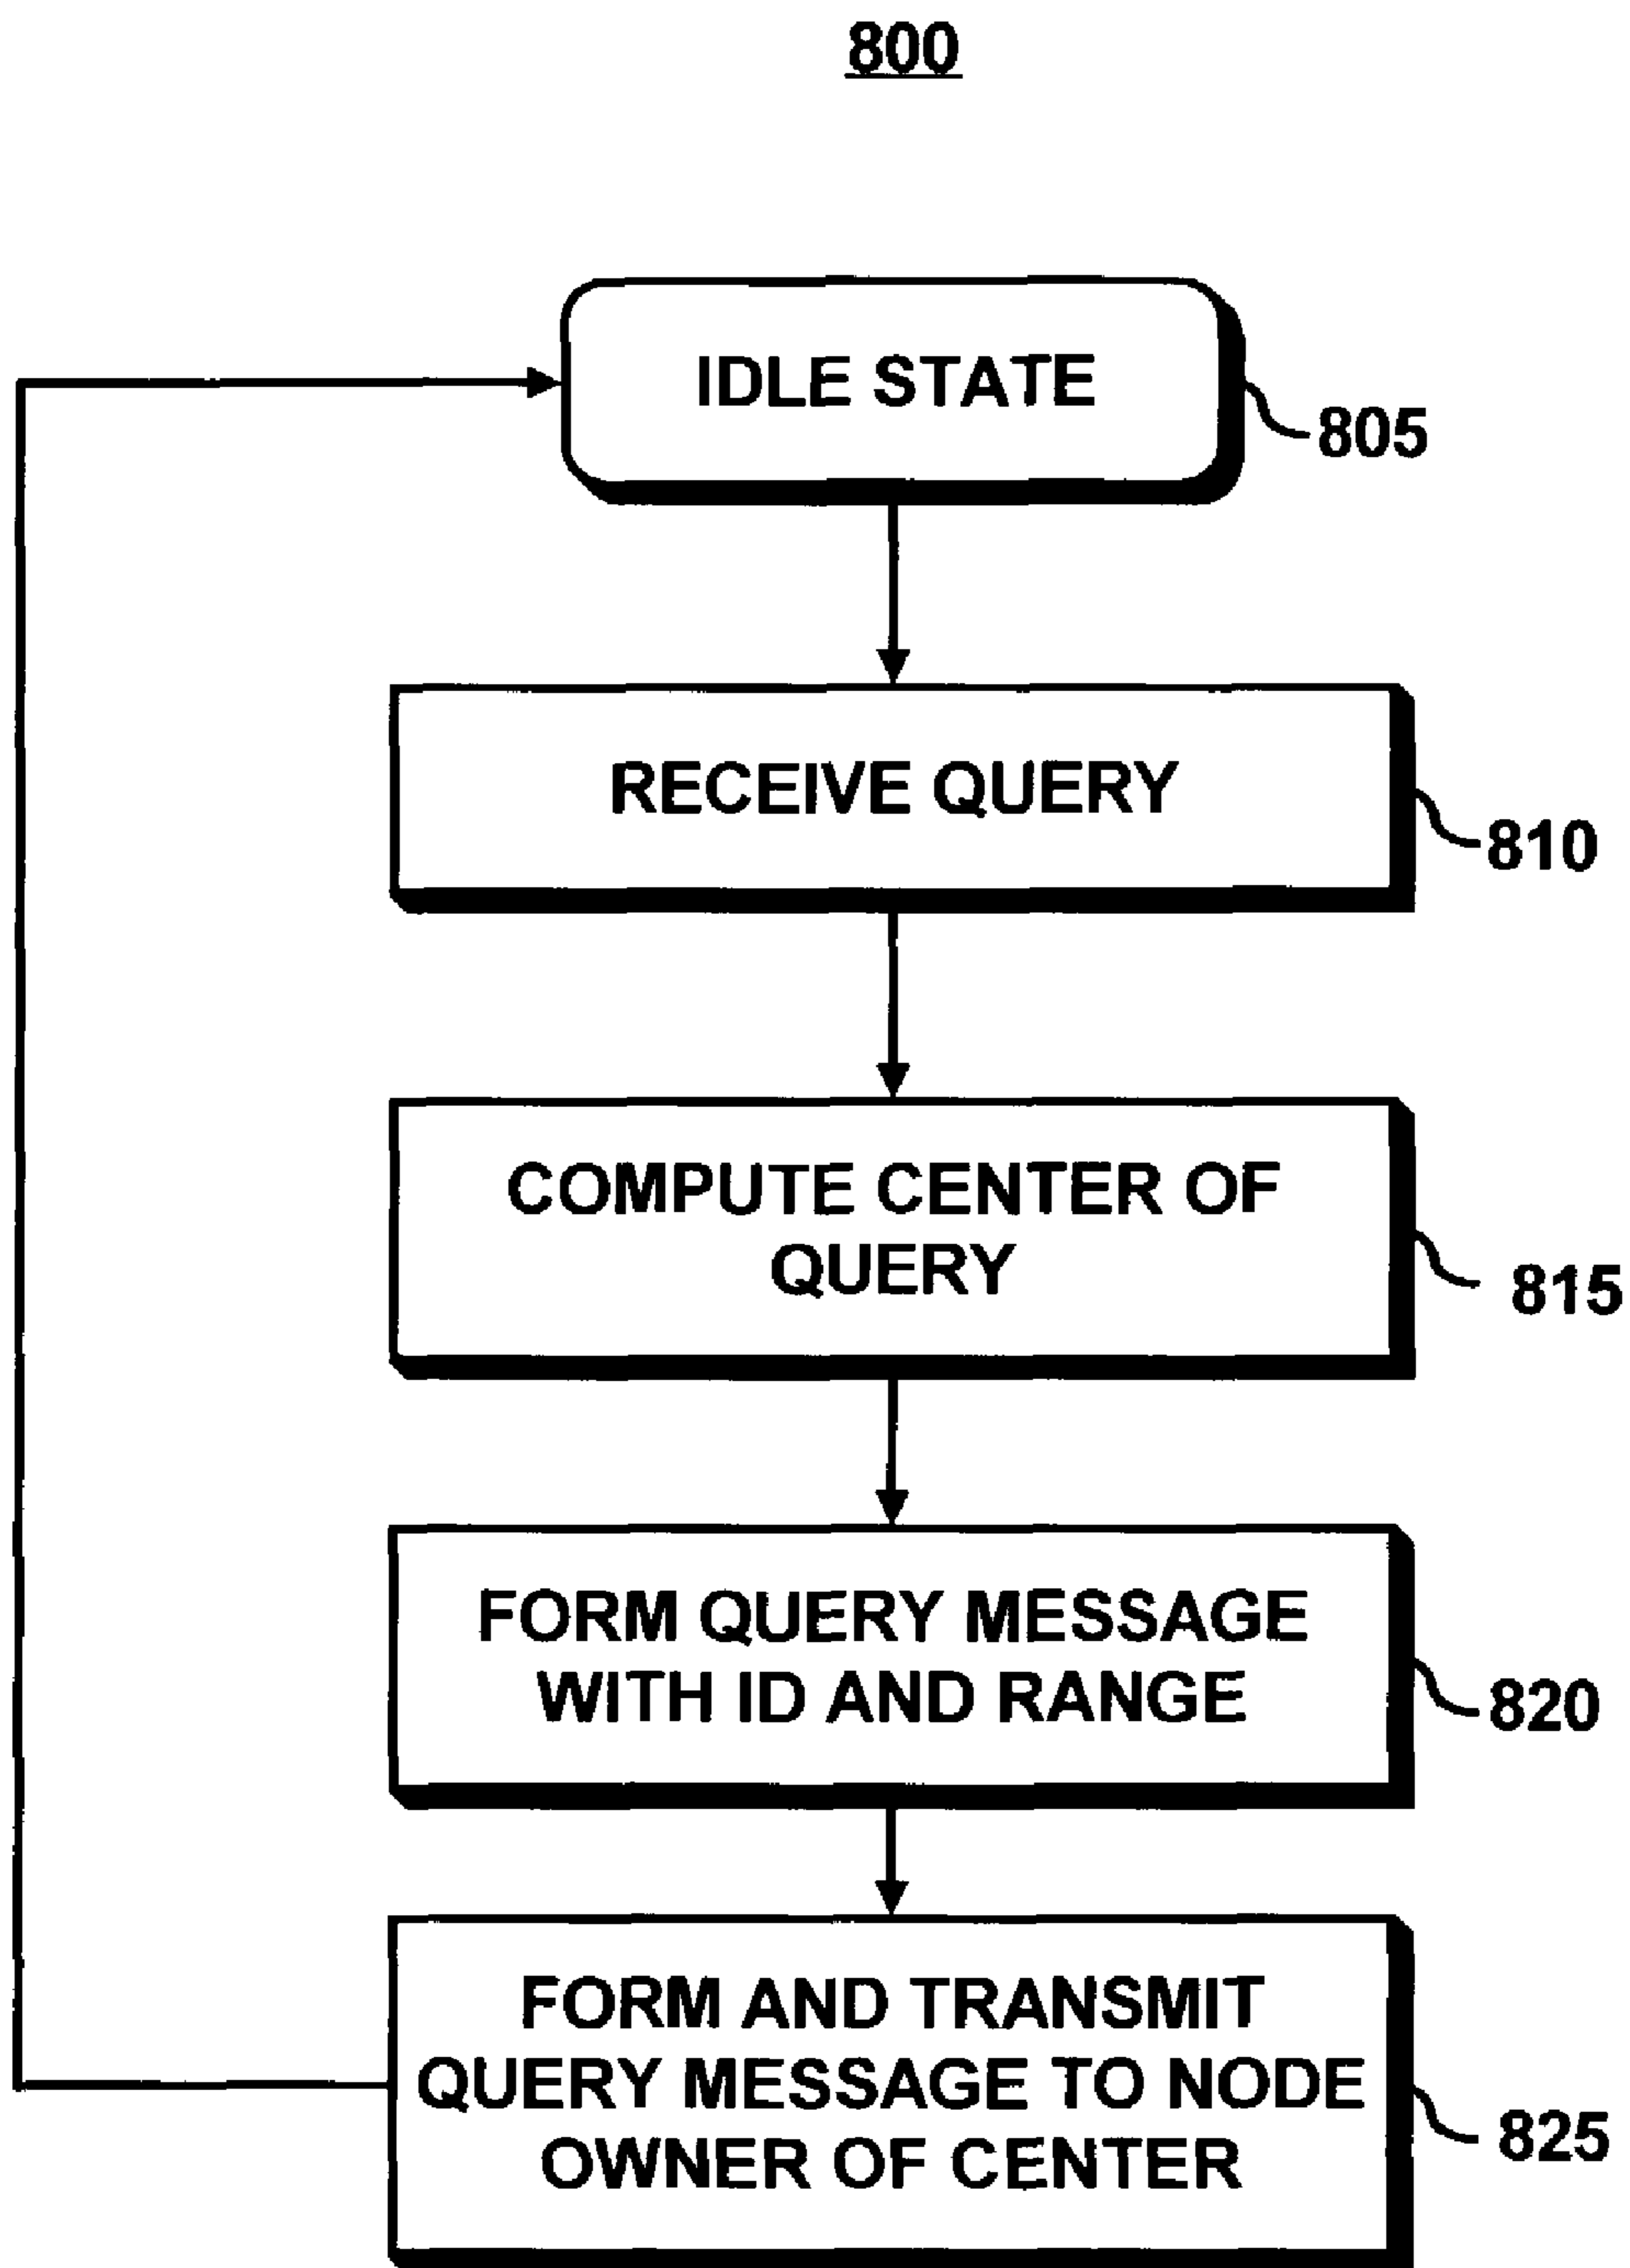 800
IDLE STATE
805
RECEIVE QUERY
810
COMPUTE CENTER OF
QUERY
815
FORM QUERY MESSAGE
WITH ID AND RANGE
820
FORM AND TRANSMIT
QUERY MESSAGE TO NODE
OWNER OF CENTER
825